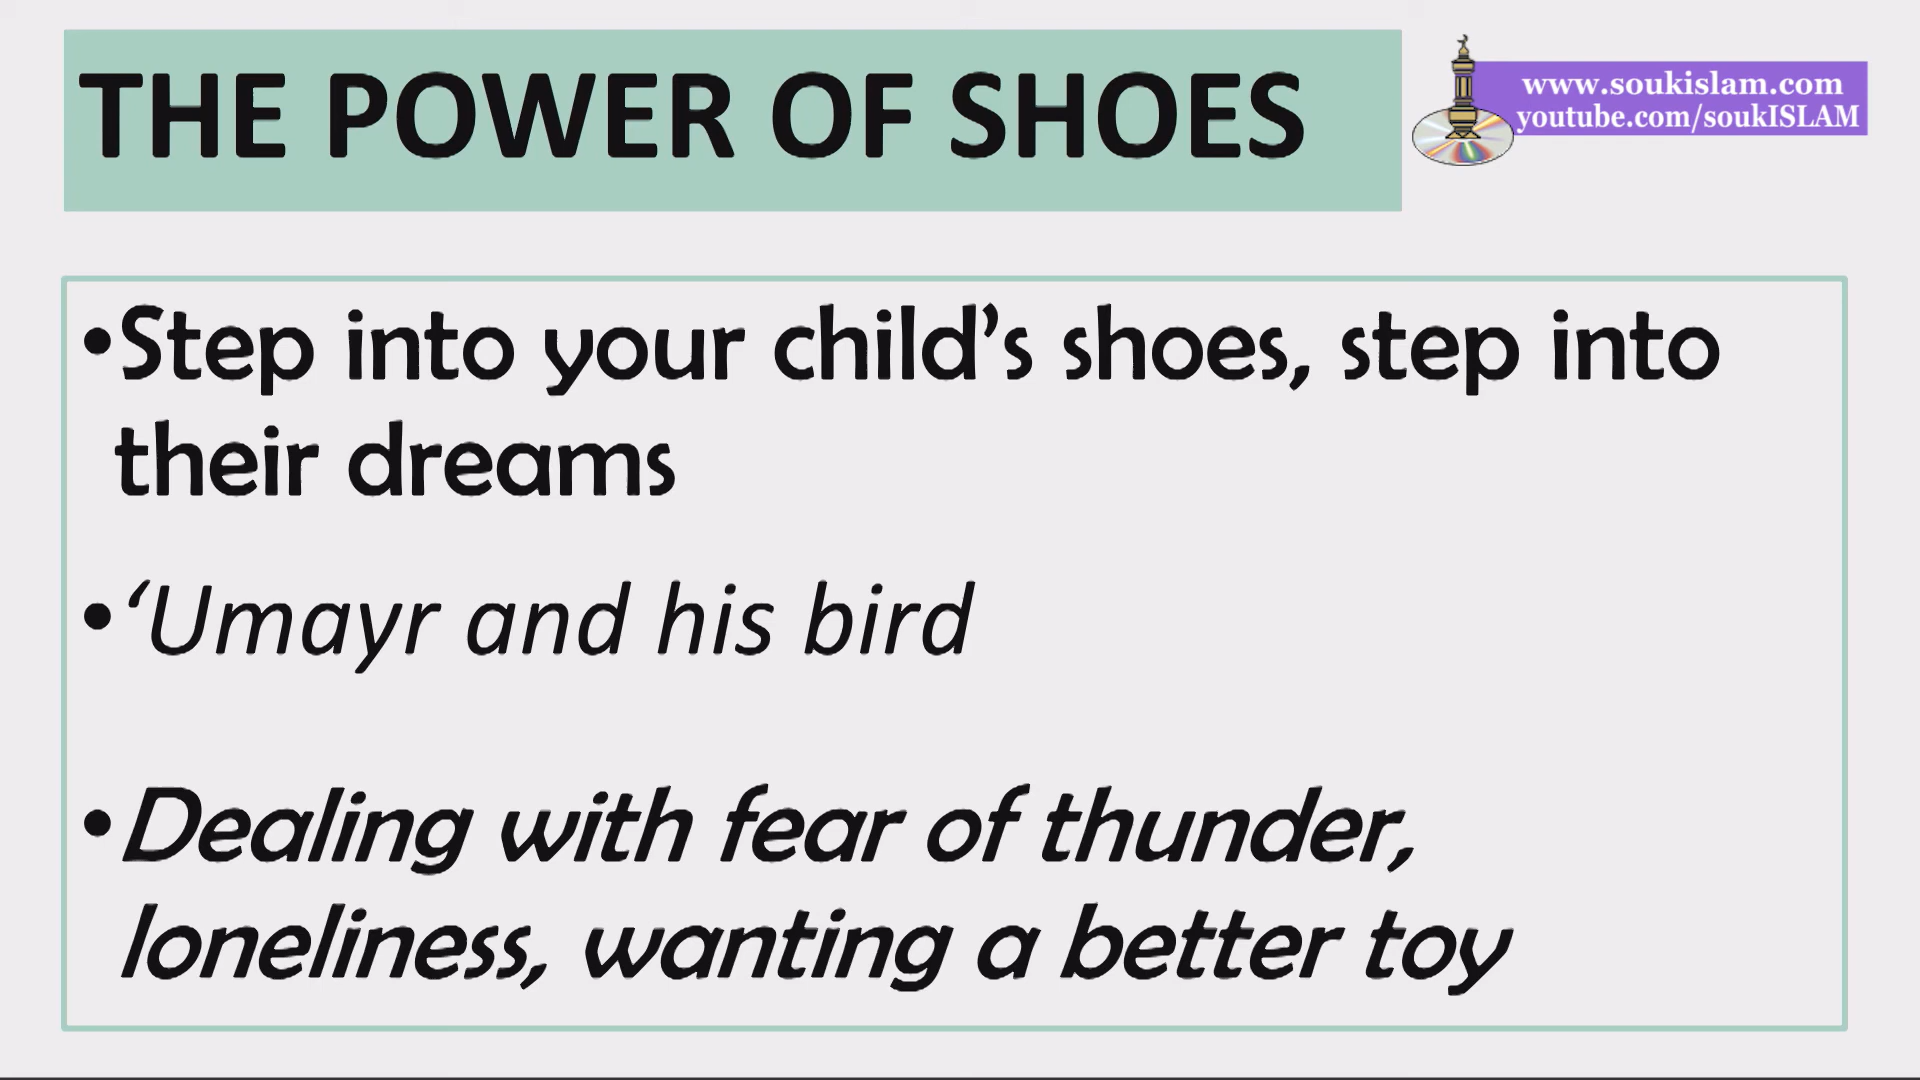 THE POWER OF SHOES
www.soukislam.com
youtube.com/soukISLAM
•Step into your child’s shoes, step into
their dreams
•‘Umayr and his bird
•Dealing with fear of thunder,
loneliness, wanting a better toy